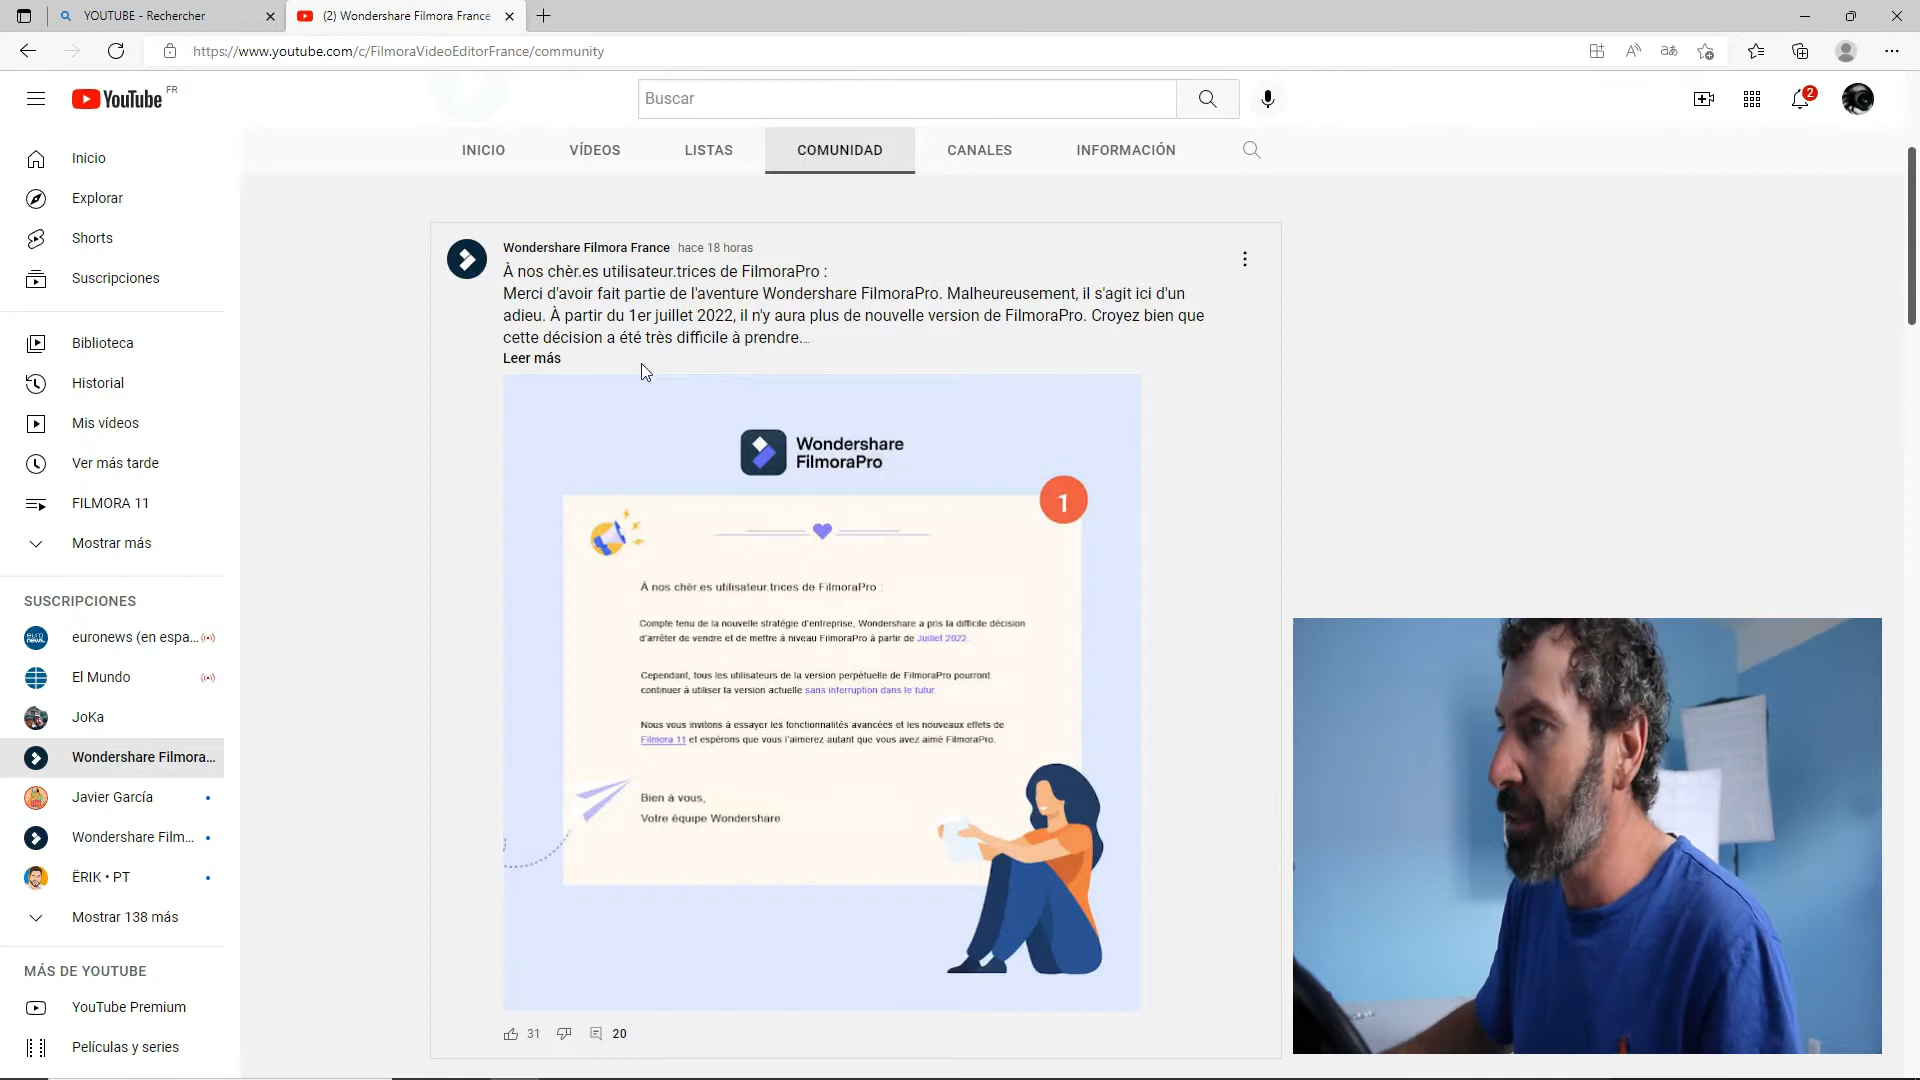 YOUTUBE - Rechercher
(2) Wondershare Filmora France
https://www.youtube.com/c/FilmoraVideoEditorFrance/community
YouTube FR
Buscar
2
INICIO
VÍDEOS
LISTAS
COMUNIDAD
CANALES
INFORMACIÓN
Inicio
Explorar
Shorts
Suscripciones
Biblioteca
Historial
Mis vídeos
Ver más tarde
FILMORA 11
Mostrar más
SUSCRIPCIONES
euronews (en espa...
El Mundo
JoKa
Wondershare Filmora...
Javier García
Wondershare Film...
ËRIK • PT
Mostrar 138 más
MÁS DE YOUTUBE
YouTube Premium
Películas y series
Wondershare Filmora France hace 18 horas
À nos chèr.es utilisateur.trices de FilmoraPro :
Merci d'avoir fait partie de l'aventure Wondershare FilmoraPro. Malheureusement, il s'agit ici d'un
adieu. À partir du 1er juillet 2022, il n'y aura plus de nouvelle version de FilmoraPro. Croyez bien que
cette décision a été très difficile à prendre...
Leer más
Wondershare
FilmoraPro
1
À nos chèr.es utilisateur.trices de FilmoraPro :
Compte tenu de la nouvelle stratégie d'entreprise, Wondershare a pris la difficile décision
d'arrêter de vendre et de mettre à niveau FilmoraPro à partir de Juillet 2022.
Cependant, tous les utilisateurs de la version perpétuelle de FilmoraPro pourront
continuer à utiliser la version actuelle sans interruption dans le futur.
Nous vous invitons à essayer les fonctionnalités avancées et les nouveaux effets de
Filmora 11 et espérons que vous l'aimerez autant que vous avez aimé FilmoraPro.
Bien à vous,
Votre équipe Wondershare
31
20